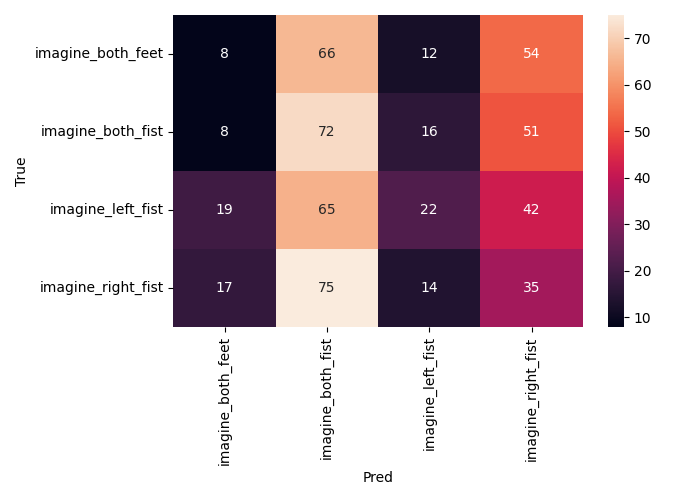 imagine_both_feet 8 66 12 54
imagine_both_fist 8 72 16 51
imagine_left_fist 19 65 22 42
imagine_right_fist 17 75 14 35
True
imagine_both_feet
imagine_both_fist
imagine_left_fist
imagine_right_fist
Pred
70
60
50
40
30
20
10